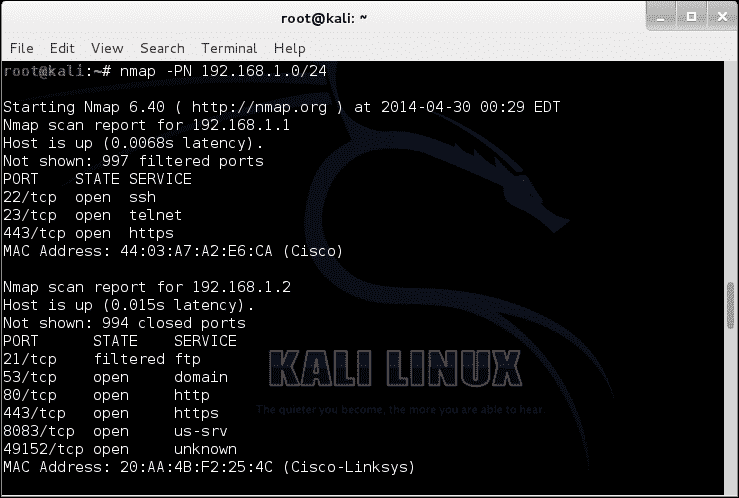 root@kali: ~
File Edit View Search Terminal Help
root@kali:~# nmap -PN 192.168.1.0/24
Starting Nmap 6.40 ( http://nmap.org ) at 2014-04-30 00:29 EDT
Nmap scan report for 192.168.1.1
Host is up (0.0068s latency).
Not shown: 997 filtered ports
PORT    STATE SERVICE
22/tcp  open  ssh
23/tcp  open  telnet
443/tcp open  https
MAC Address: 44:03:A7:A2:E6:CA (Cisco)
Nmap scan report for 192.168.1.2
Host is up (0.015s latency).
Not shown: 994 closed ports
PORT      STATE    SERVICE
21/tcp    filtered ftp
53/tcp    open     domain
80/tcp    open     http
443/tcp   open     https
8083/tcp  open     us-srv
49152/tcp open     unknown
MAC Address: 20:AA:4B:F2:25:4C (Cisco-Linksys)
KALI LINUX
The quieter you become, the more you are able to hear.